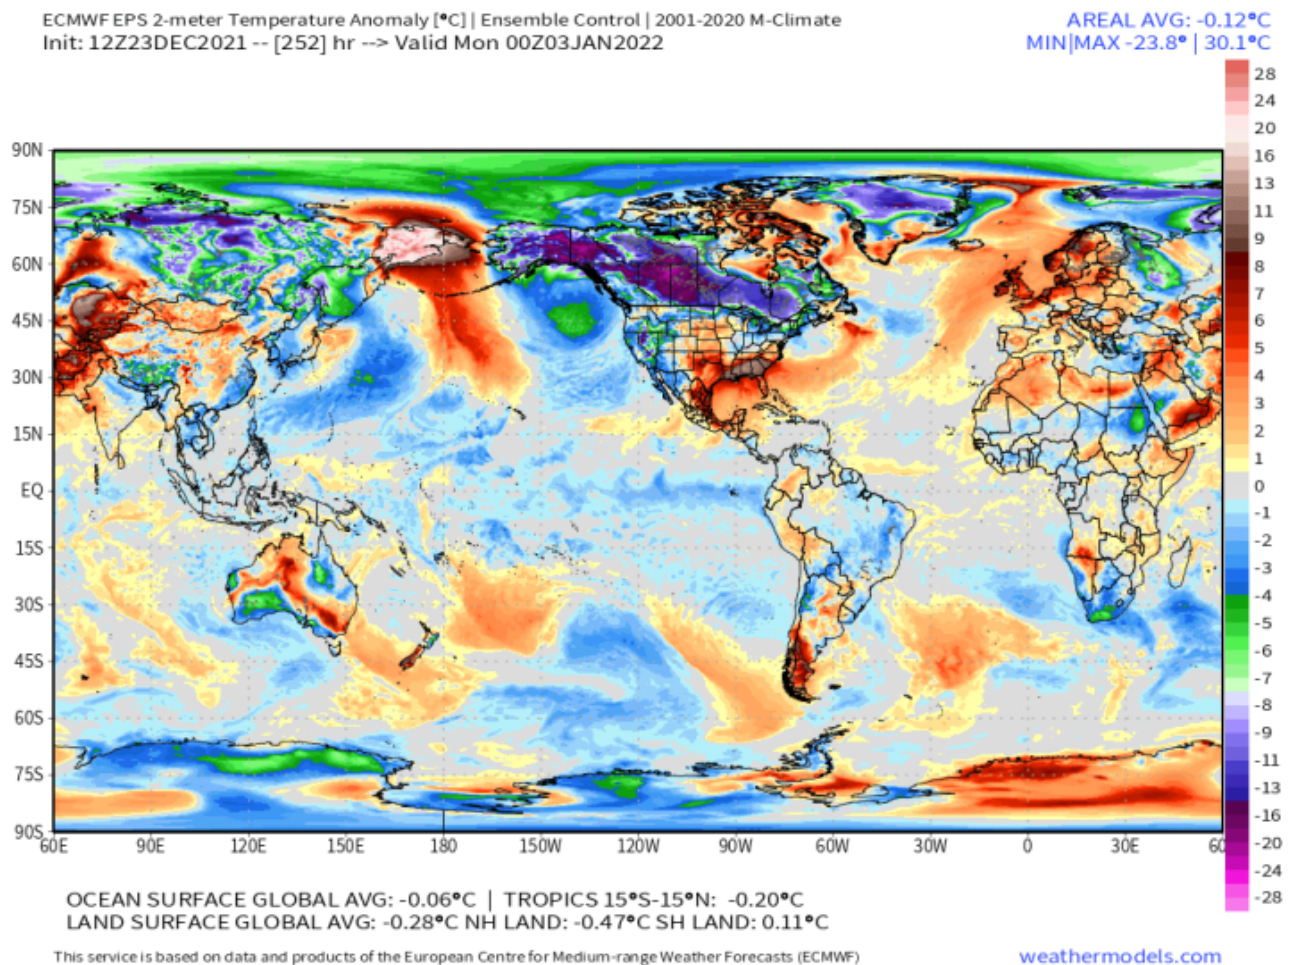 ECMWF EPS 2-meter Temperature Anomaly [°C] | Ensemble Control | 2001-2020 M-Climate
AREAL AVG: -0.12°C
Init: 12Z23DEC2021 -- [252] hr --> Valid Mon 00Z03JAN2022
MIN|MAX -23.8° | 30.1°C
28
24
20
16
13
11
9
8
7
6
5
4
3
2
1
0
-1
-2
-3
-4
-5
-6
-7
-8
-9
-11
-13
-16
-20
-24
-28
90N
75N
60N
45N
30N
15N
EQ
15S
30S
45S
60S
75S
90S
60E 90E 120E 150E 180 150W 120W 90W 60W 30W 0 30E 60
OCEAN SURFACE GLOBAL AVG: -0.06°C | TROPICS 15°S-15°N: -0.20°C
LAND SURFACE GLOBAL AVG: -0.28°C NH LAND: -0.47°C SH LAND: 0.11°C
This service is based on data and products of the European Centre for Medium-range Weather Forecasts (ECMWF)
weathermodels.com